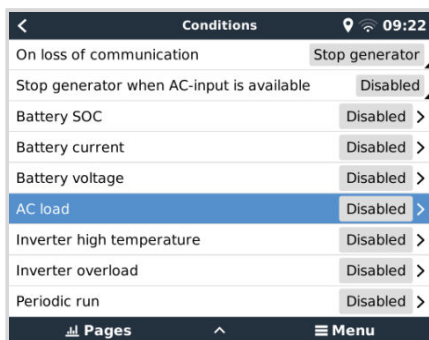 Conditions 09:22
On loss of communication Stop generator
Stop generator when AC-input is available Disabled
Battery SOC Disabled
Battery current Disabled
Battery voltage Disabled
AC load Disabled
Inverter high temperature Disabled
Inverter overload Disabled
Periodic run Disabled
Pages Menu